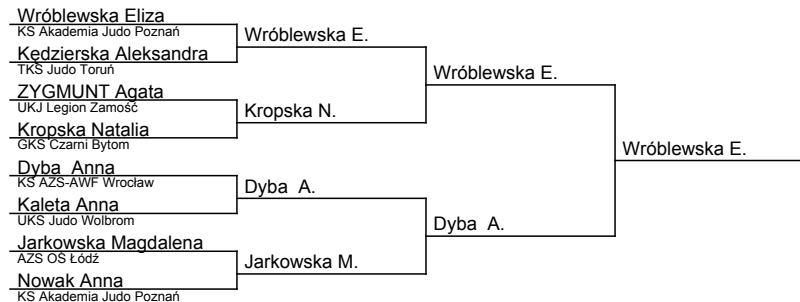 Wróblewska Eliza
KS Akademia Judo Poznań
Kędzierska Aleksandra
TKS Judo Toruń
ZYGMUNT Agata
UKJ Legion Zamość
Kropska Natalia
GKS Czarni Bytom
Dyba Anna
KS AZS-AWF Wrocław
Kaleta Anna
UKS Judo Wolbrom
Jarkowska Magdalena
AZS OŚ Łódź
Nowak Anna
KS Akademia Judo Poznań
Wróblewska E.
Kropska N.
Dyba A.
Jarkowska M.
Wróblewska E.
Dyba A.
Wróblewska E.